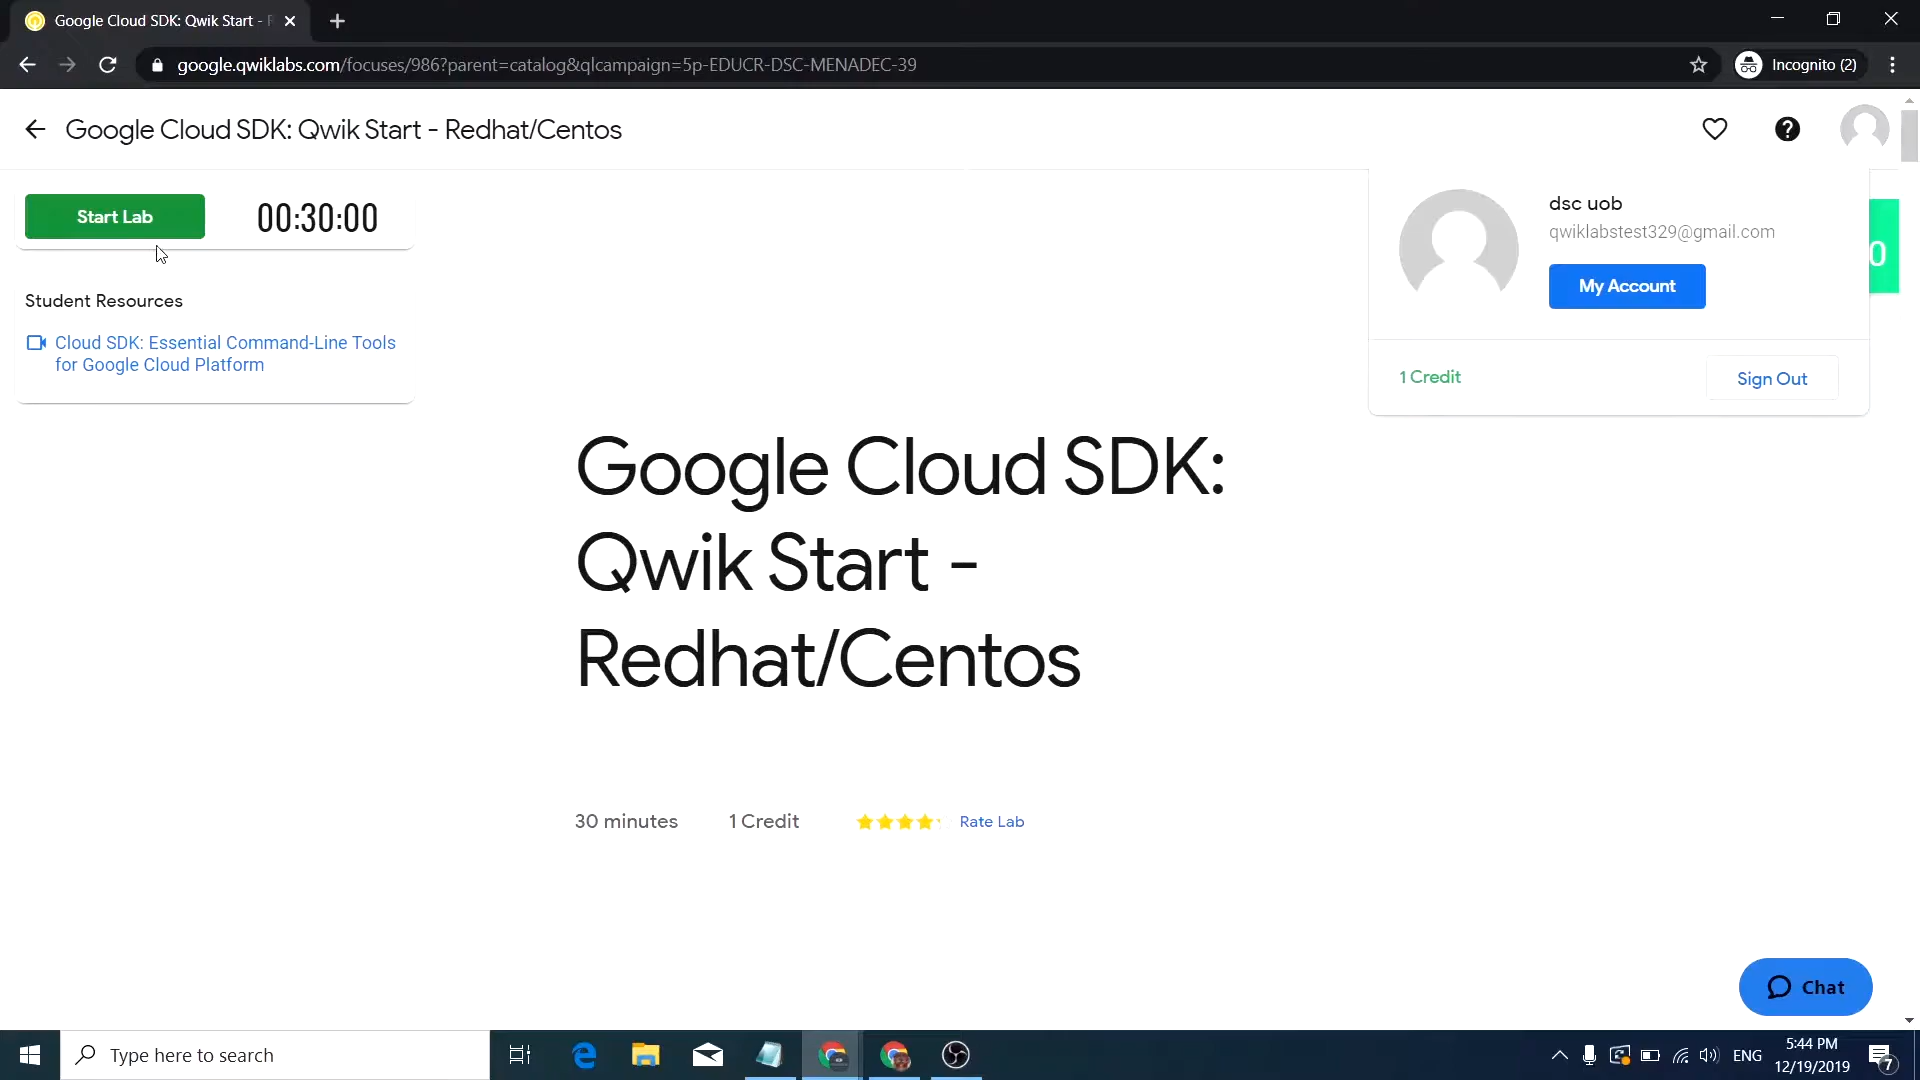 Google Cloud SDK: Qwik Start -
google.qwiklabs.com/focuses/986?parent=catalog&qlcampaign=5p-EDUCR-DSC-MENADEC-39
Incognito (2)
Google Cloud SDK: Qwik Start - Redhat/Centos
Start Lab
00:30:00
dsc uob
qwiklabstest329@gmail.com
My Account
0
1 Credit
Sign Out
Student Resources
Cloud SDK: Essential Command-Line Tools
for Google Cloud Platform
Google Cloud SDK:
Qwik Start -
Redhat/Centos
30 minutes
1 Credit
Rate Lab
Chat
Type here to search
ENG
5:44 PM
12/19/2019
7